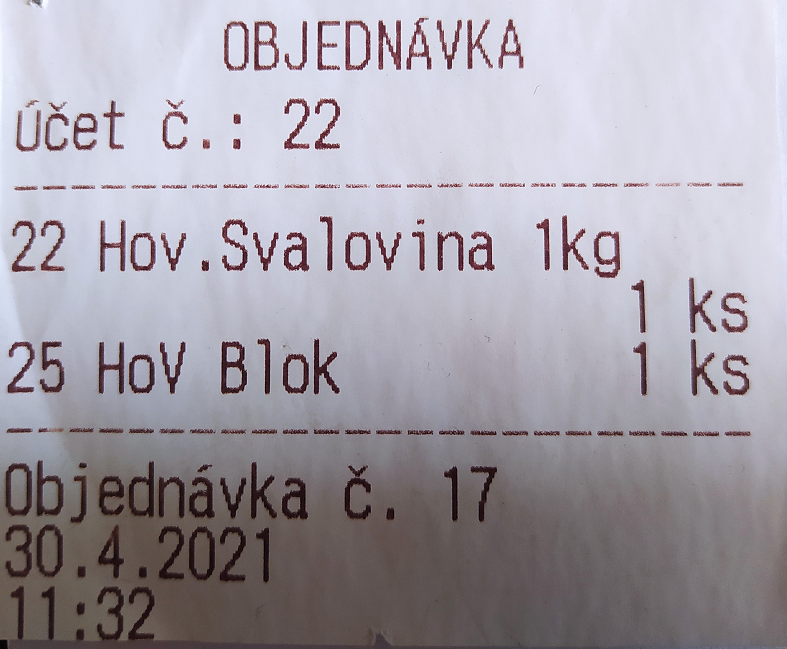 OBJEDNÁVKA
Účet č.: 22
22 Hov.Svalovina 1kg
1 ks
25 HoV Blok 1 ks
Objednávka č. 17
30.4.2021
11:32